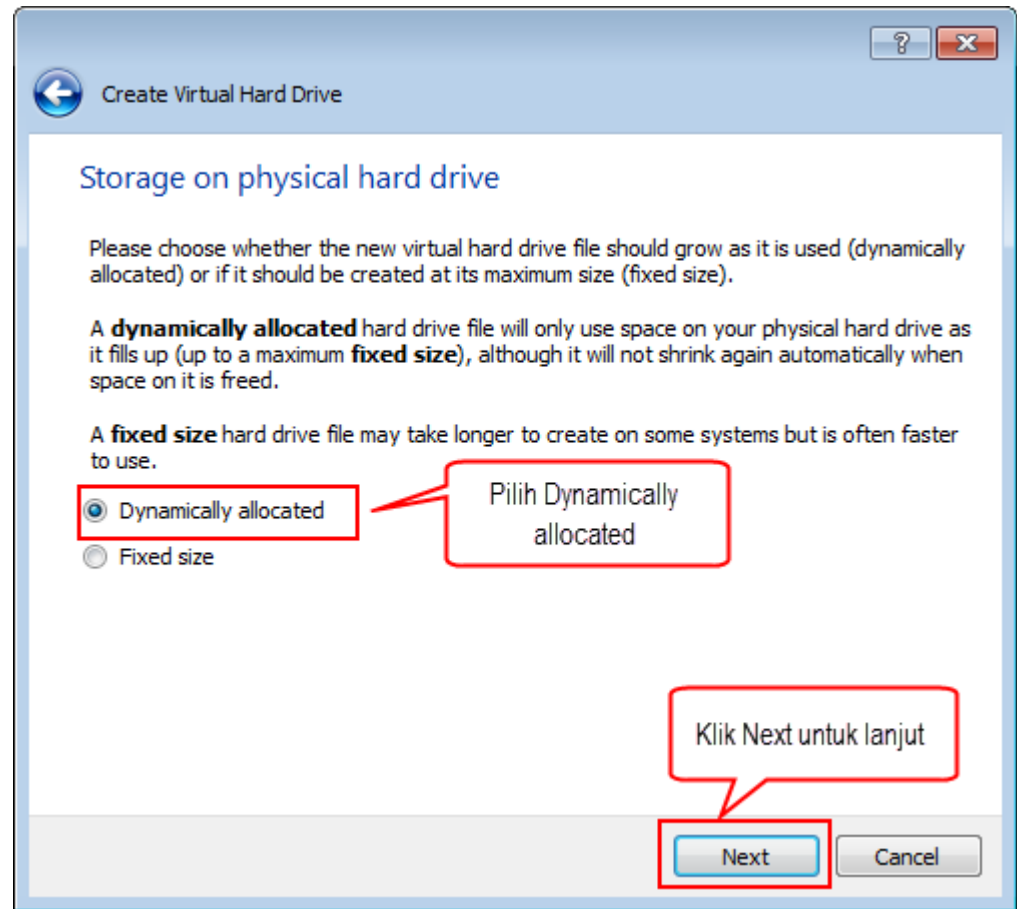 Create Virtual Hard Drive
Storage on physical hard drive
Please choose whether the new virtual hard drive file should grow as it is used (dynamically
allocated) or if it should be created at its maximum size (fixed size).
A dynamically allocated hard drive file will only use space on your physical hard drive as
it fills up (up to a maximum fixed size), although it will not shrink again automatically when
space on it is freed.
A fixed size hard drive file may take longer to create on some systems but is often faster
to use.
Dynamically allocated
Pilih Dynamically
allocated
Fixed size
Klik Next untuk lanjut
Next
Cancel